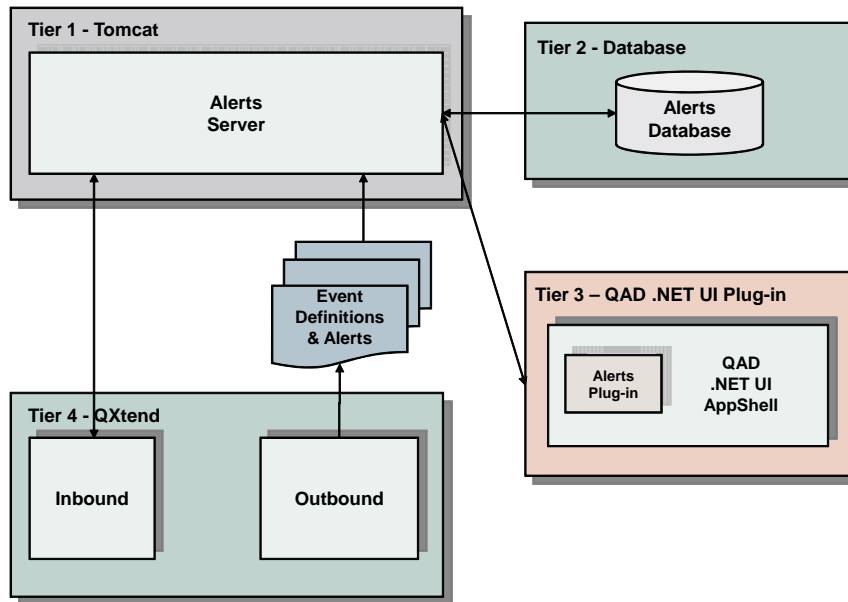 Tier 1 - Tomcat
Alerts
Server
Tier 2 - Database
Alerts
Database
Event
Definitions
& Alerts
Tier 3 – QAD .NET UI Plug-in
Alerts
Plug-in
QAD
.NET UI
AppShell
Tier 4 - QXtend
Inbound
Outbound